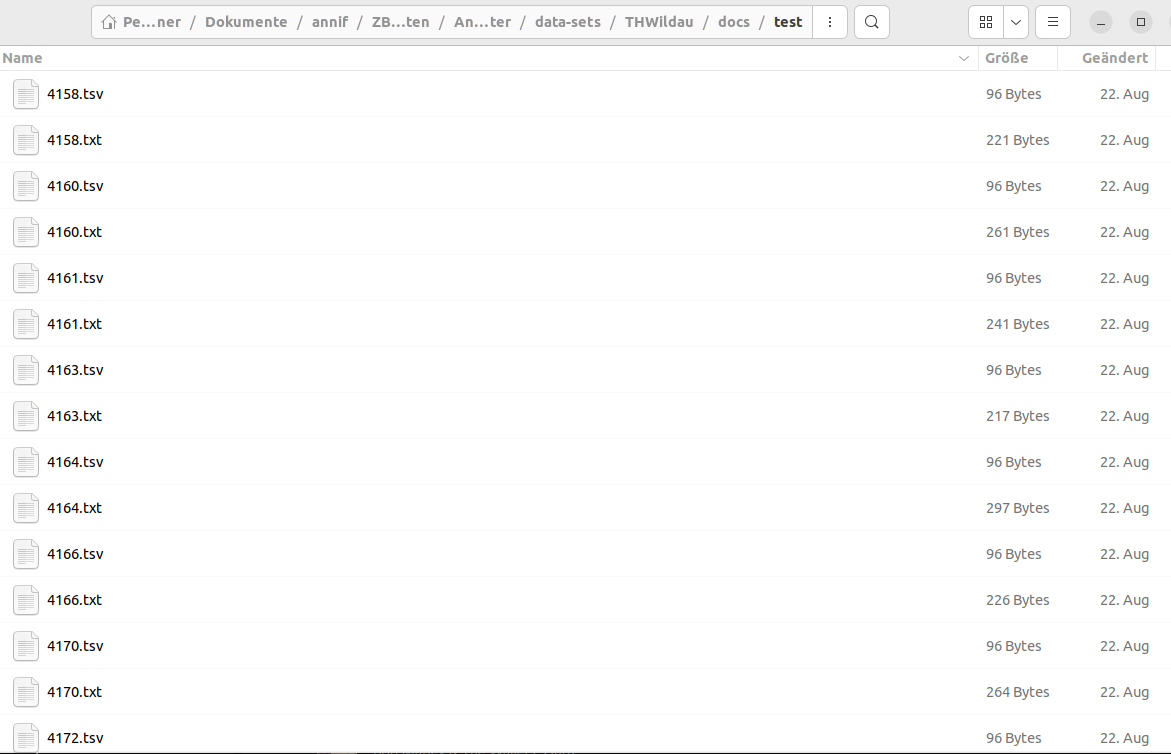 Pe...ner / Dokumente / annif / ZB...ten / An...ter / data-sets / THWildau / docs / test
Name Größe Geändert
4158.tsv 96 Bytes 22. Aug
4158.txt 221 Bytes 22. Aug
4160.tsv 96 Bytes 22. Aug
4160.txt 261 Bytes 22. Aug
4161.tsv 96 Bytes 22. Aug
4161.txt 241 Bytes 22. Aug
4163.tsv 96 Bytes 22. Aug
4163.txt 217 Bytes 22. Aug
4164.tsv 96 Bytes 22. Aug
4164.txt 297 Bytes 22. Aug
4166.tsv 96 Bytes 22. Aug
4166.txt 226 Bytes 22. Aug
4170.tsv 96 Bytes 22. Aug
4170.txt 264 Bytes 22. Aug
4172.tsv 96 Bytes 22. Aug